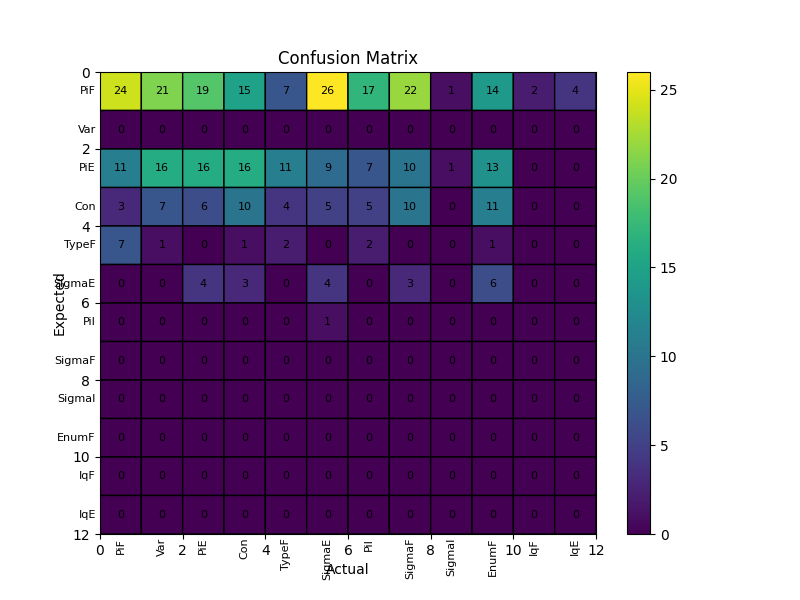 Confusion Matrix
0
PiF 24 21 19 15 7 26 17 22 1 14 2 4
Var 0 0 0 0 0 0 0 0 0 0 0 0
2
PiE 11 16 16 16 11 9 7 10 1 13 0 0
Con 3 7 6 10 4 5 5 10 0 11 0 0
4
TypeF 7 1 0 1 2 0 2 0 0 1 0 0
SigmaE 0 0 4 3 0 4 0 3 0 6 0 0
Expected
6
PiI 0 0 0 0 0 1 0 0 0 0 0 0
SigmaF 0 0 0 0 0 0 0 0 0 0 0 0
8
SigmaI 0 0 0 0 0 0 0 0 0 0 0 0
EnumF 0 0 0 0 0 0 0 0 0 0 0 0
10
IqF 0 0 0 0 0 0 0 0 0 0 0 0
IqE 0 0 0 0 0 0 0 0 0 0 0 0
12
0 2 4 6 8 10 12
PiF Var PiE Con TypeF SigmaE PiI SigmaF SigmaI EnumF IqF IqE
Actual
25
20
15
10
5
0